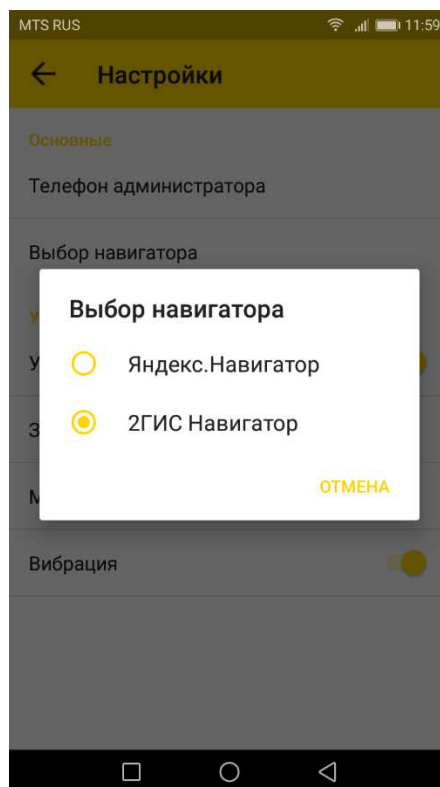 MTS RUS 11:59
Настройки
Основные
Телефон администратора
Выбор навигатора
Выбор навигатора
Яндекс.Навигатор
2ГИС Навигатор
ОТМЕНА
Вибрация